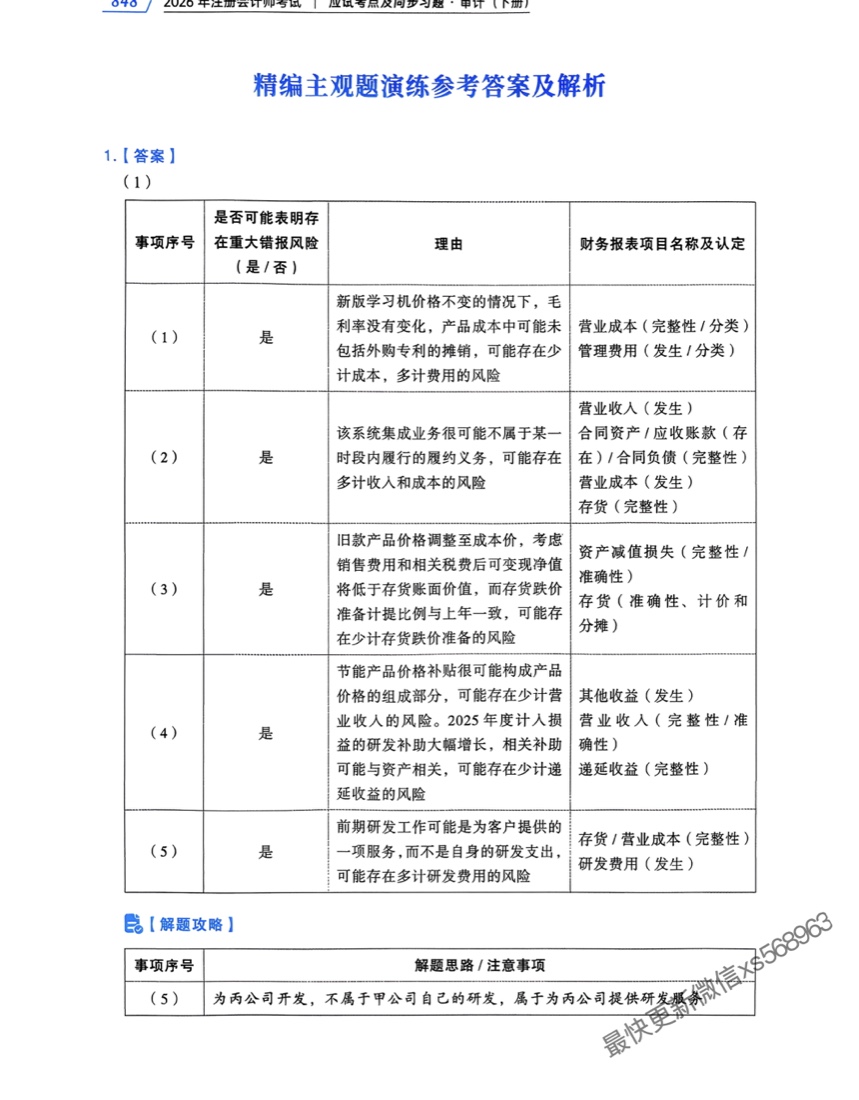 848 / 2026 年注册会计师考试 | 应试考点及同步习题·审计（下册）
精编主观题演练参考答案及解析
1.【答案】
（1）
事项序号
是否可能表明存
在重大错报风险
（是/否）
理由
财务报表项目名称及认定
（1）
是
新版学习机价格不变的情况下，毛
利率没有变化，产品成本中可能未
包括外购专利的摊销，可能存在少
计成本，多计费用的风险
营业成本（完整性/分类）
管理费用（发生/分类）
（2）
是
该系统集成业务很可能不属于某一
时段内履行的履约义务，可能存在
多计收入和成本的风险
营业收入（发生）
合同资产/应收账款（存
在）/合同负债（完整性）
营业成本（发生）
存货（完整性）
（3）
是
旧款产品价格调整至成本价，考虑
销售费用和相关税费后可变现净值
将低于存货账面价值，而存货跌价
准备计提比例与上年一致，可能存
在少计存货跌价准备的风险
资产减值损失（完整性/
准确性）
存货（准确性、计价和
分摊）
（4）
是
节能产品价格补贴很可能构成产品
价格的组成部分，可能存在少计营
业收入的风险。2025 年度计入损
益的研发补助大幅增长，相关补助
可能与资产相关，可能存在少计递
延收益的风险
其他收益（发生）
营业收入（完整性/准
确性）
递延收益（完整性）
（5）
是
前期研发工作可能是为客户提供的
一项服务，而不是自身的研发支出，
可能存在多计研发费用的风险
存货/营业成本（完整性）
研发费用（发生）
【解题攻略】
事项序号
解题思路/注意事项
（5）
为丙公司开发，不属于甲公司自己的研发，属于为丙公司提供研发服务
最快更新微信xs568963